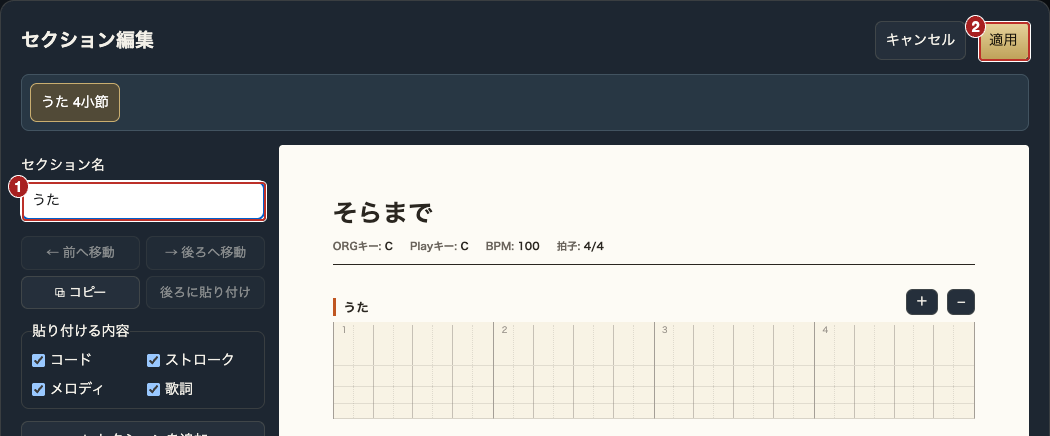 セクション編集
キャンセル
2
適用
うた 4小節
セクション名
1
うた
← 前へ移動
→ 後ろへ移動
コピー
後ろに貼り付け
貼り付ける内容
コード
ストローク
メロディ
歌詞
そらまで
ORGキー: C Playキー: C BPM: 100 拍子: 4/4
うた
+
−
1 2 3 4